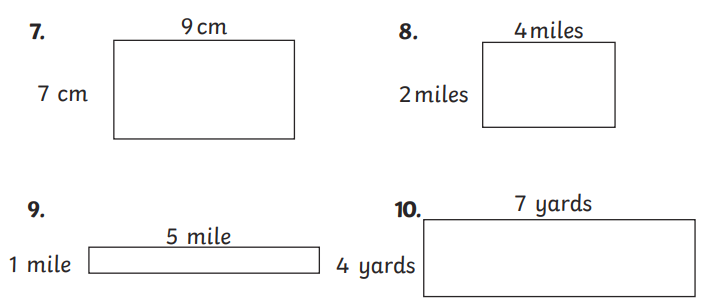 7.
9 cm
7 cm
8.
4 miles
2 miles
9.
5 mile
1 mile
10.
7 yards
4 yards